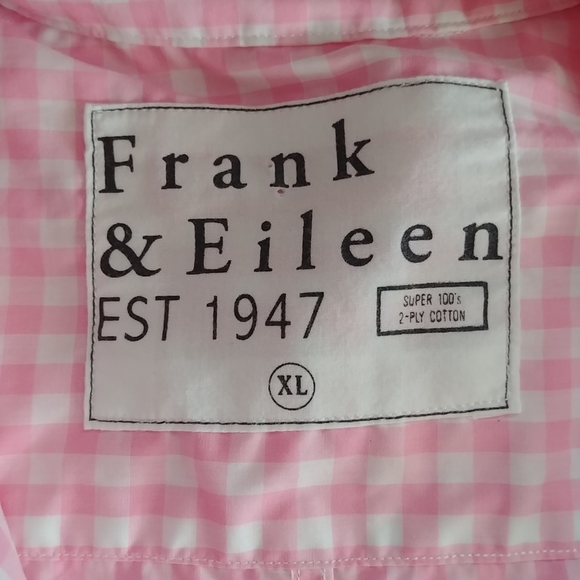 Frank
& Eileen
EST 1947
SUPER 100's
2-PLY COTTON
XL